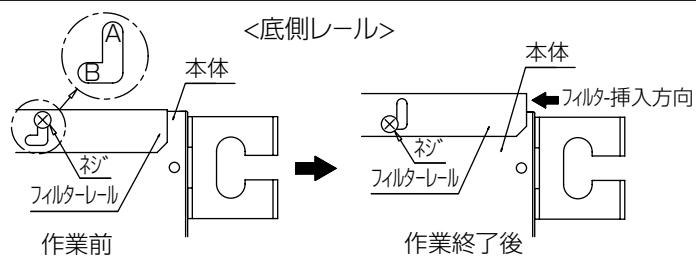 <底側レール>
A
B
本体
ネジ
フィルターレール
作業前
本体
フィルター挿入方向
ネジ
フィルターレール
作業終了後